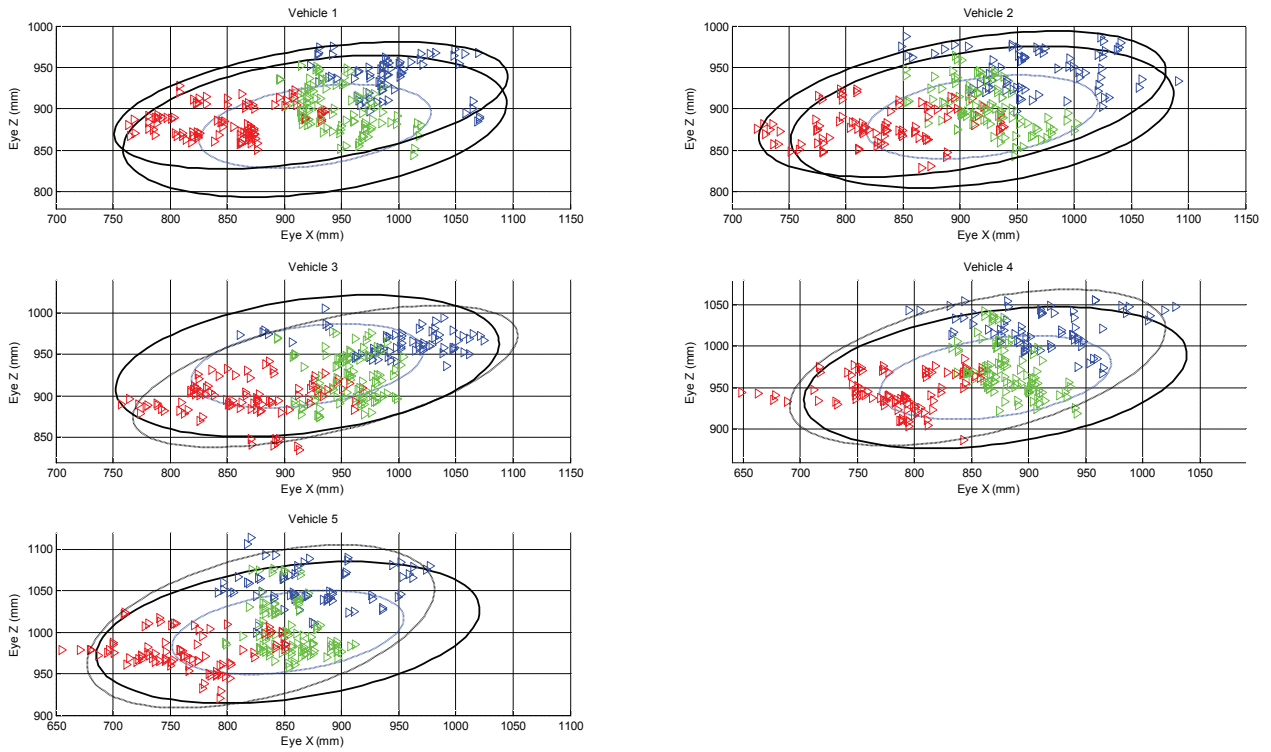 Vehicle 1
1000
950
900
850
800
Eye Z (mm)
700 750 800 850 900 950 1000 1050 1100 1150
Eye X (mm)
Vehicle 2
1000
950
900
850
800
Eye Z (mm)
700 750 800 850 900 950 1000 1050 1100 1150
Eye X (mm)
Vehicle 3
1000
950
900
850
Eye Z (mm)
700 750 800 850 900 950 1000 1050 1100 1150
Eye X (mm)
Vehicle 4
1050
1000
950
900
Eye Z (mm)
650 700 750 800 850 900 950 1000 1050
Eye X (mm)
Vehicle 5
1100
1050
1000
950
900
Eye Z (mm)
650 700 750 800 850 900 950 1000 1050 1100
Eye X (mm)